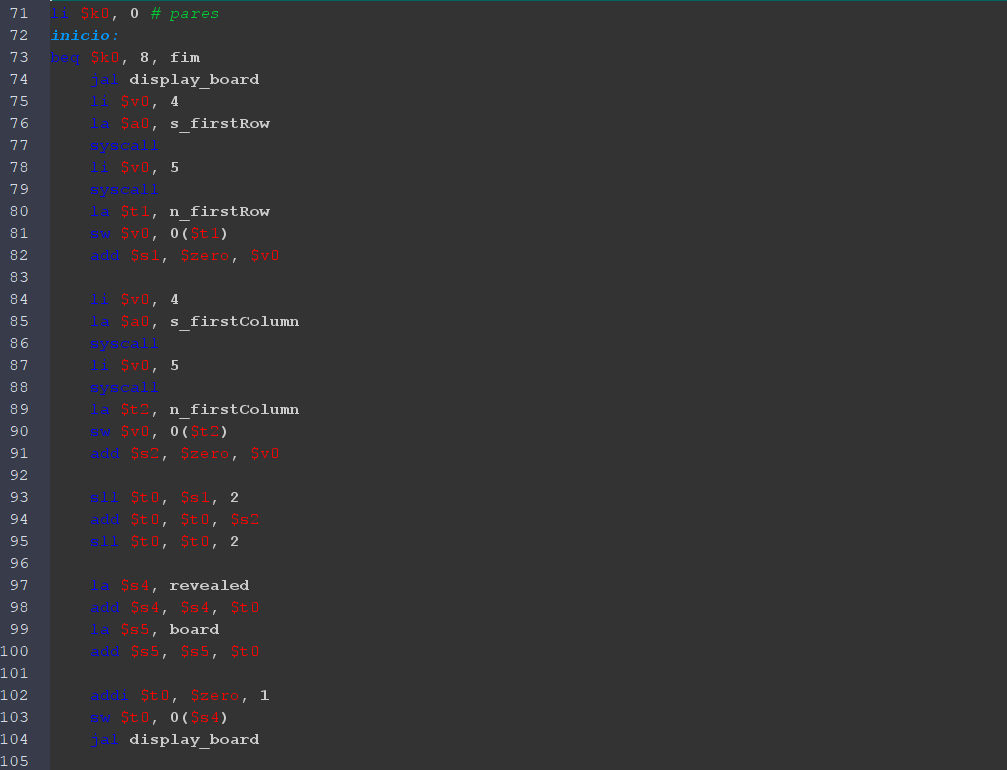 71 li $k0, 0 # pares
72 inicio:
73 beq $k0, 8, fim
74 jal display_board
75 li $v0, 4
76 la $a0, s_firstRow
77 syscall
78 li $v0, 5
79 syscall
80 la $t1, n_firstRow
81 sw $v0, 0($t1)
82 add $s1, $zero, $v0
83
84 li $v0, 4
85 la $a0, s_firstColumn
86 syscall
87 li $v0, 5
88 syscall
89 la $t2, n_firstColumn
90 sw $v0, 0($t2)
91 add $s2, $zero, $v0
92
93 sll $t0, $s1, 2
94 add $t0, $t0, $s2
95 sll $t0, $t0, 2
96
97 la $s4, revealed
98 add $s4, $s4, $t0
99 la $s5, board
100 add $s5, $s5, $t0
101
102 addi $t0, $zero, 1
103 sw $t0, 0($s4)
104 jal display_board
105